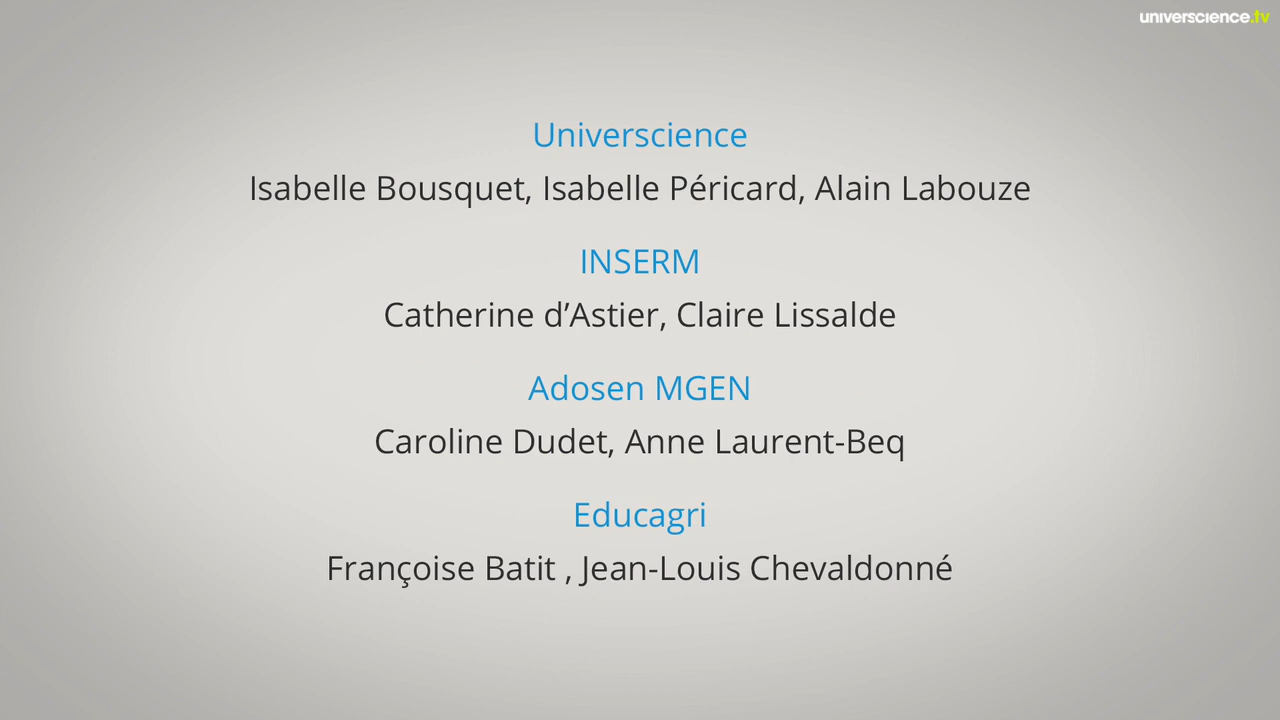 universcience.tv
Universcience
Isabelle Bousquet, Isabelle Péricard, Alain Labouze
INSERM
Catherine d’Astier, Claire Lissalde
Adosen MGEN
Caroline Dudet, Anne Laurent-Beq
Educagri
Françoise Batit , Jean-Louis Chevaldonné